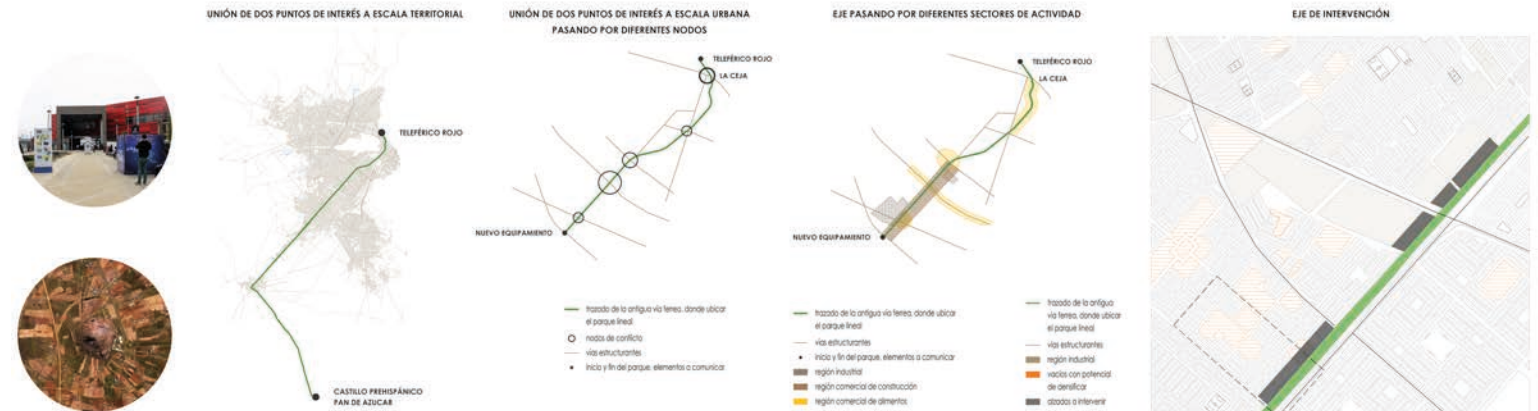 UNIÓN DE DOS PUNTOS DE INTERÉS A ESCALA TERRITORIAL
TELEFÉRICO ROJO
CASTILLO PREHISPÁNICO
PAN DE AZUCAR
UNIÓN DE DOS PUNTOS DE INTERÉS A ESCALA URBANA
PASANDO POR DIFERENTES NODOS
TELEFÉRICO ROJO
LA CEJA
NUEVO EQUIPAMIENTO
trazado de la antigua vía ferrea, donde ubicar
el parque lineal
nodos de conflicto
vias estructurantes
inicio y fin del parque, elementos a comunicar
EJE PASANDO POR DIFERENTES SECTORES DE ACTIVIDAD
TELEFÉRICO ROJO
LA CEJA
NUEVO EQUIPAMIENTO
trazado de la antigua vía ferrea, donde ubicar
el parque lineal
vias estructurantes
inicio y fin del parque, elementos a comunicar
región industrial
región comercial de construcción
región comercial de alimentos
trazado de la antigua
vía ferrea, donde ubicar
el parque lineal
vias estructurantes
región industrial
vacíos con potencial
de densificar
alzados a intervenir
EJE DE INTERVENCIÓN